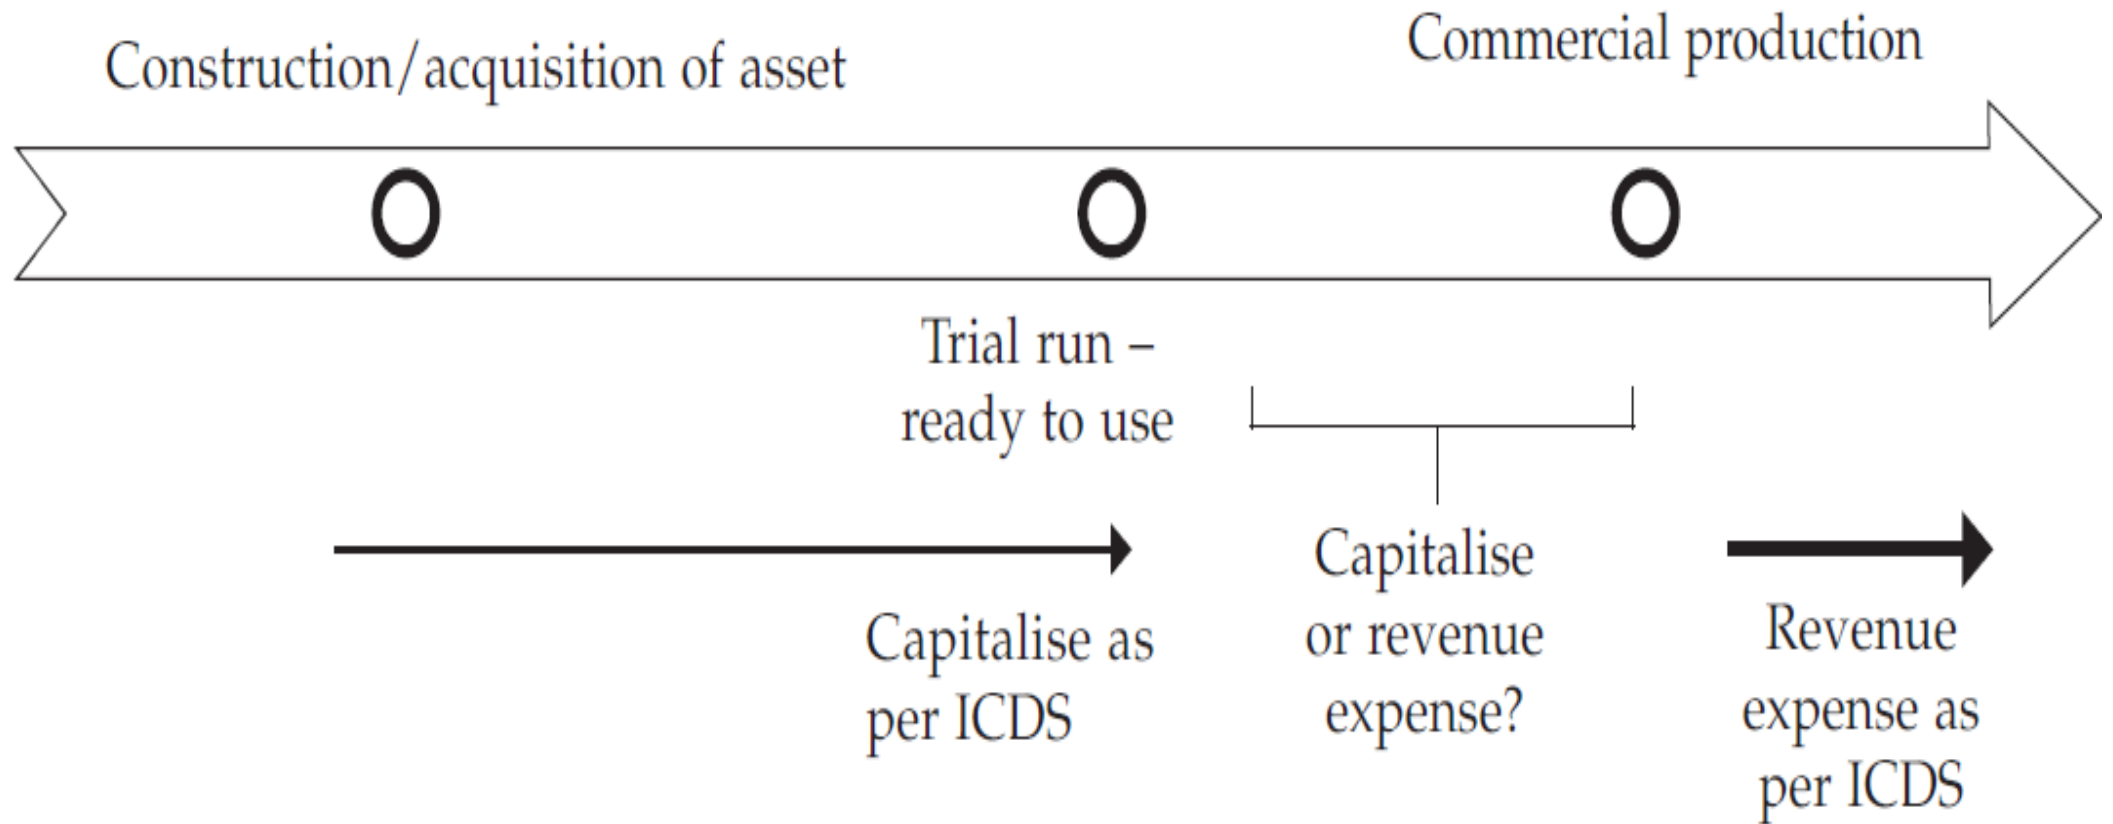 Construction/acquisition of asset
Commercial production
Trial run –
ready to use
Capitalise as
per ICDS
Capitalise
or revenue
expense?
Revenue
expense as
per ICDS